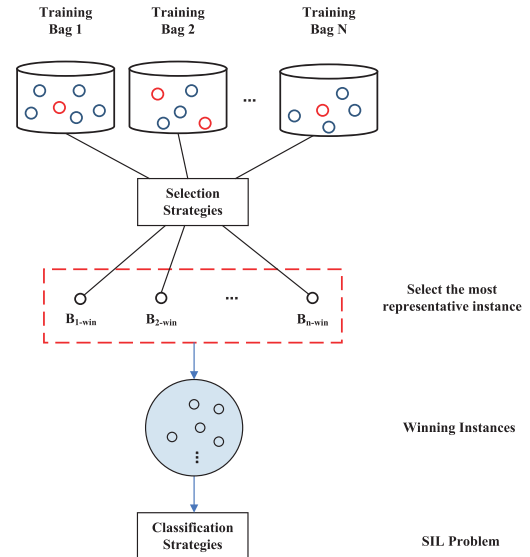 Training
Bag 1
Training
Bag 2
Training
Bag N
...
Selection
Strategies
Select the most
representative instance
...
B1-win
B2-win
Bn-win
Winning Instances
Classification
Strategies
SIL Problem